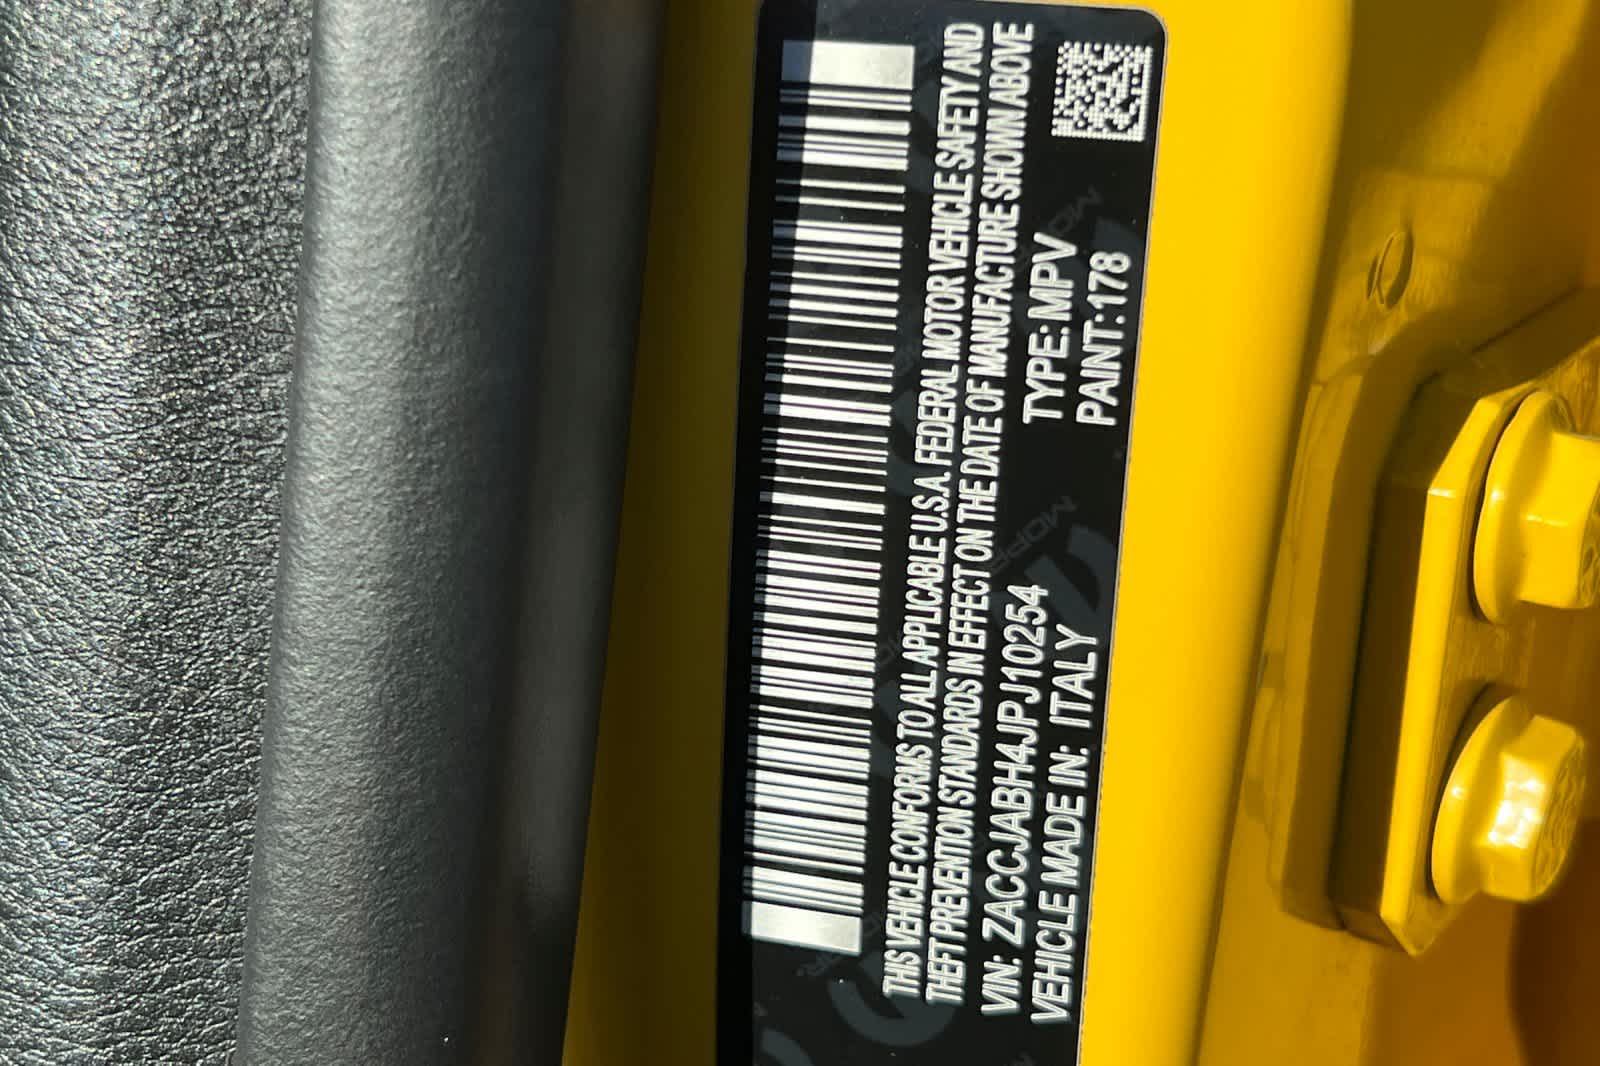 THIS VEHICLE CONFORMS TO ALL APPLICABLE U.S.A. FEDERAL MOTOR VEHICLE SAFETY AND
THEFT PREVENTION STANDARDS IN EFFECT ON THE DATE OF MANUFACTURE SHOWN ABOVE
VIN: ZACCJABH4JPJ10254 TYPE: MPV
VEHICLE MADE IN: ITALY PAINT:178